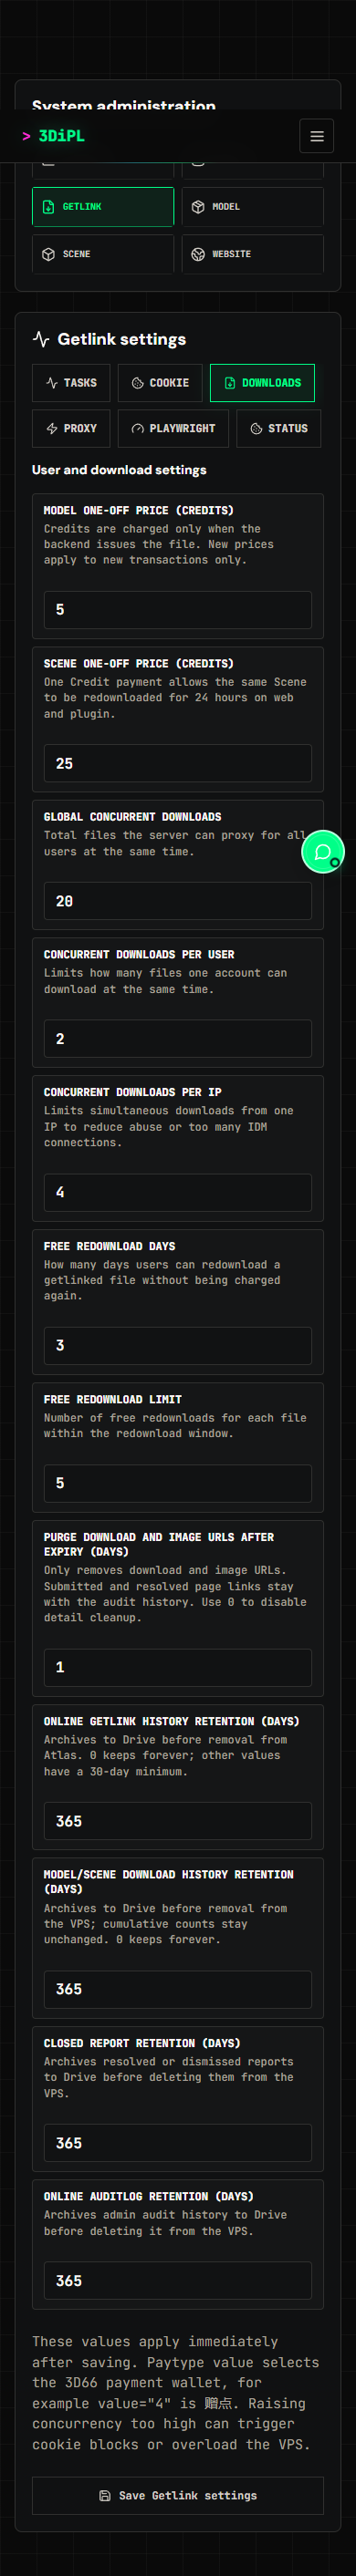 System administration
> 3DiPL
GETLINK
MODEL
SCENE
WEBSITE
Getlink settings
TASKS
COOKIE
DOWNLOADS
PROXY
PLAYWRIGHT
STATUS
User and download settings
MODEL ONE-OFF PRICE (CREDITS)
Credits are charged only when the
backend issues the file. New prices
apply to new transactions only.
5
SCENE ONE-OFF PRICE (CREDITS)
One Credit payment allows the same Scene
to be redownloaded for 24 hours on web
and plugin.
25
GLOBAL CONCURRENT DOWNLOADS
Total files the server can proxy for all
users at the same time.
20
CONCURRENT DOWNLOADS PER USER
Limits how many files one account can
download at the same time.
2
CONCURRENT DOWNLOADS PER IP
Limits simultaneous downloads from one
IP to reduce abuse or too many IDM
connections.
4
FREE REDOWNLOAD DAYS
How many days users can redownload a
getlinked file without being charged
again.
3
FREE REDOWNLOAD LIMIT
Number of free redownloads for each file
within the redownload window.
5
PURGE DOWNLOAD AND IMAGE URLS AFTER
EXPIRY (DAYS)
Only removes download and image URLs.
Submitted and resolved page links stay
with the audit history. Use 0 to disable
detail cleanup.
1
ONLINE GETLINK HISTORY RETENTION (DAYS)
Archives to Drive before removal from
Atlas. 0 keeps forever; other values
have a 30-day minimum.
365
MODEL/SCENE DOWNLOAD HISTORY RETENTION
(DAYS)
Archives to Drive before removal from
the VPS; cumulative counts stay
unchanged. 0 keeps forever.
365
CLOSED REPORT RETENTION (DAYS)
Archives resolved or dismissed reports
to Drive before deleting them from the
VPS.
365
ONLINE AUDITLOG RETENTION (DAYS)
Archives admin audit history to Drive
before deleting it from the VPS.
365
These values apply immediately
after saving. Paytype value selects
the 3D66 payment wallet, for
example value="4" is 赠点. Raising
concurrency too high can trigger
cookie blocks or overload the VPS.
Save Getlink settings